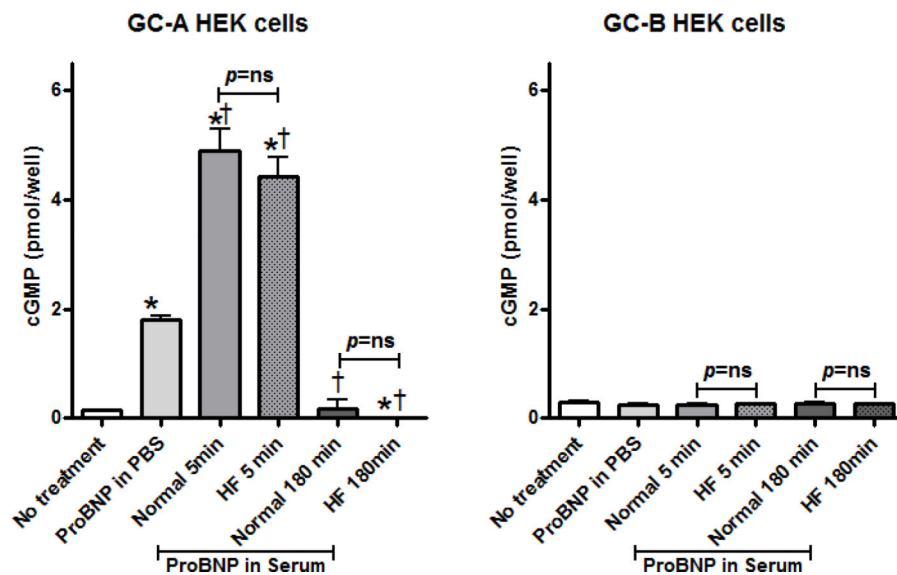 GC-A HEK cells
6
4
2
0
cGMP (pmol/well)
p=ns
*†
*†
*
p=ns
†
*†
No treatment
ProBNP in PBS
Normal 5min
HF 5 min
Normal 180 min
HF 180min
ProBNP in Serum
GC-B HEK cells
6
4
2
0
cGMP (pmol/well)
p=ns
p=ns
No treatment
ProBNP in PBS
Normal 5 min
HF 5 min
Normal 180 min
HF 180min
ProBNP in Serum